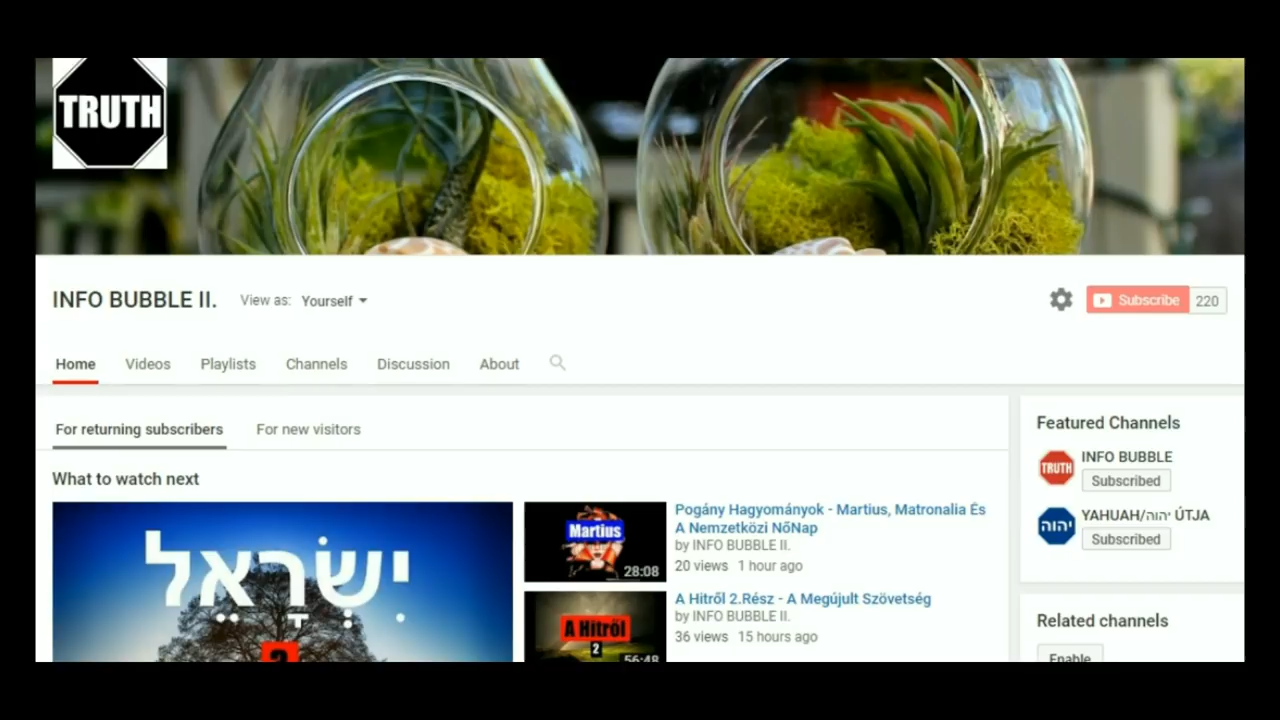 TRUTH
INFO BUBBLE II.
View as: Yourself
Subscribe 220
Home Videos Playlists Channels Discussion About
For returning subscribers For new visitors
What to watch next
יִשְׂרָאֵל
2
Martius
28:08
Pogány Hagyományok - Martius, Matronalia És
A Nemzetközi NőNap
by INFO BUBBLE II.
20 views 1 hour ago
A Hitről
2
56:48
A Hitről 2.Rész - A Megújult Szövetség
by INFO BUBBLE II.
36 views 15 hours ago
Featured Channels
TRUTH
INFO BUBBLE
Subscribed
יהוה
YAHUAH/יהוה ÚTJA
Subscribed
Related channels
Enable